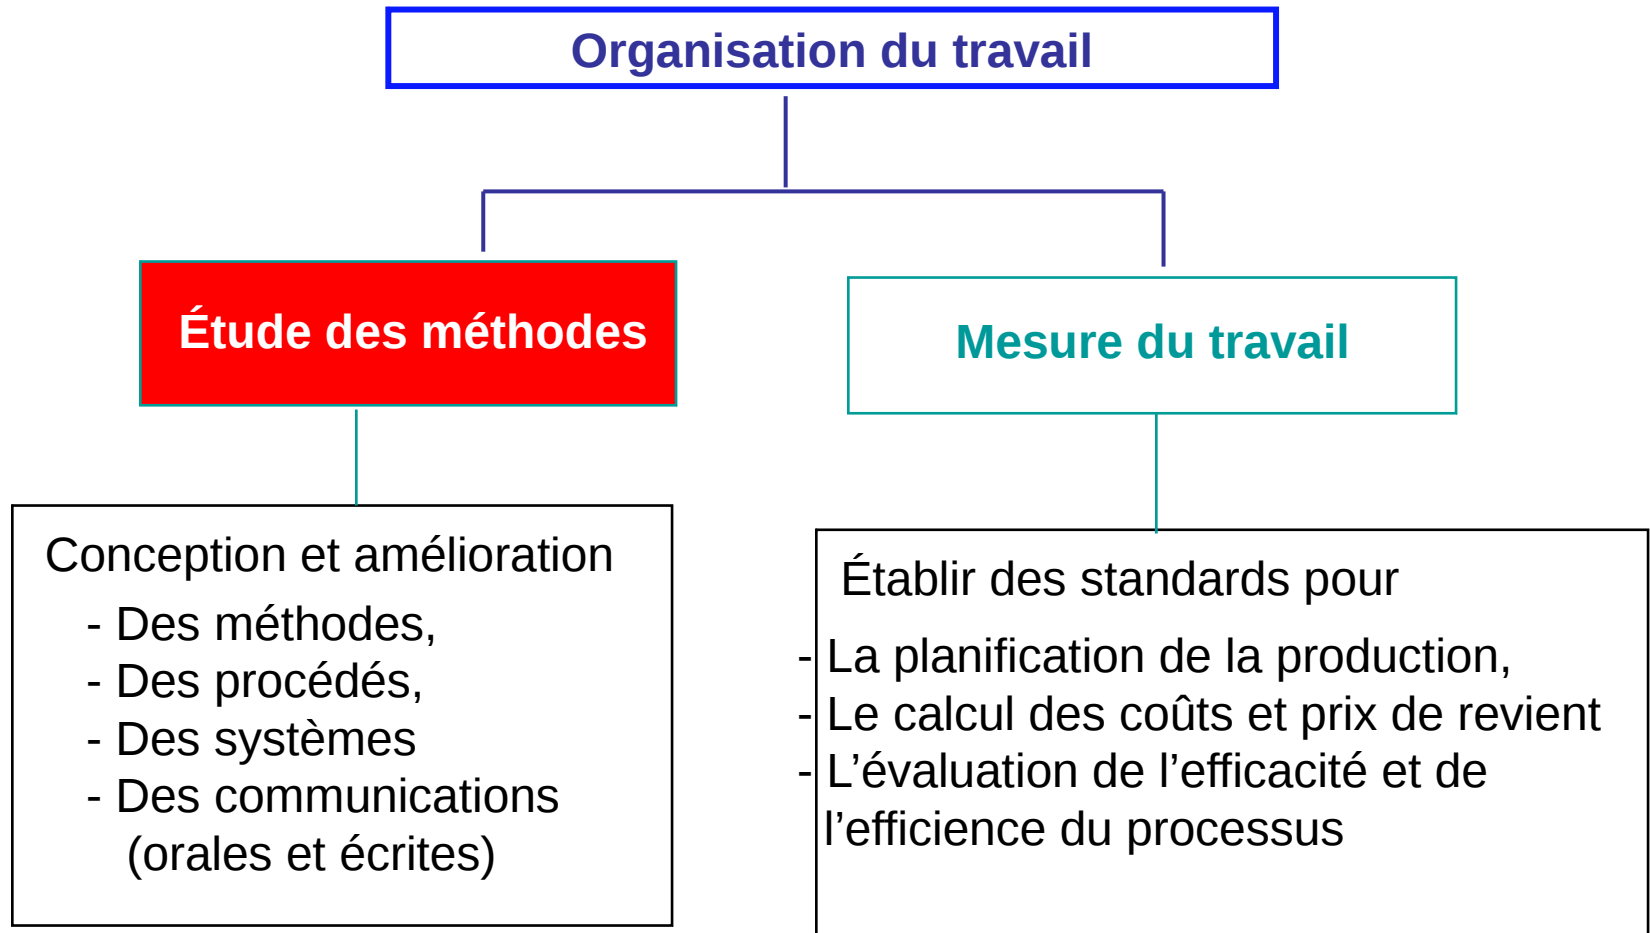 Organisation du travail
Étude des méthodes
Mesure du travail
Conception et amélioration
- Des méthodes,
- Des procédés,
- Des systèmes
- Des communications
(orales et écrites)
Établir des standards pour
- La planification de la production,
- Le calcul des coûts et prix de revient
- L’évaluation de l’efficacité et de
l’efficience du processus